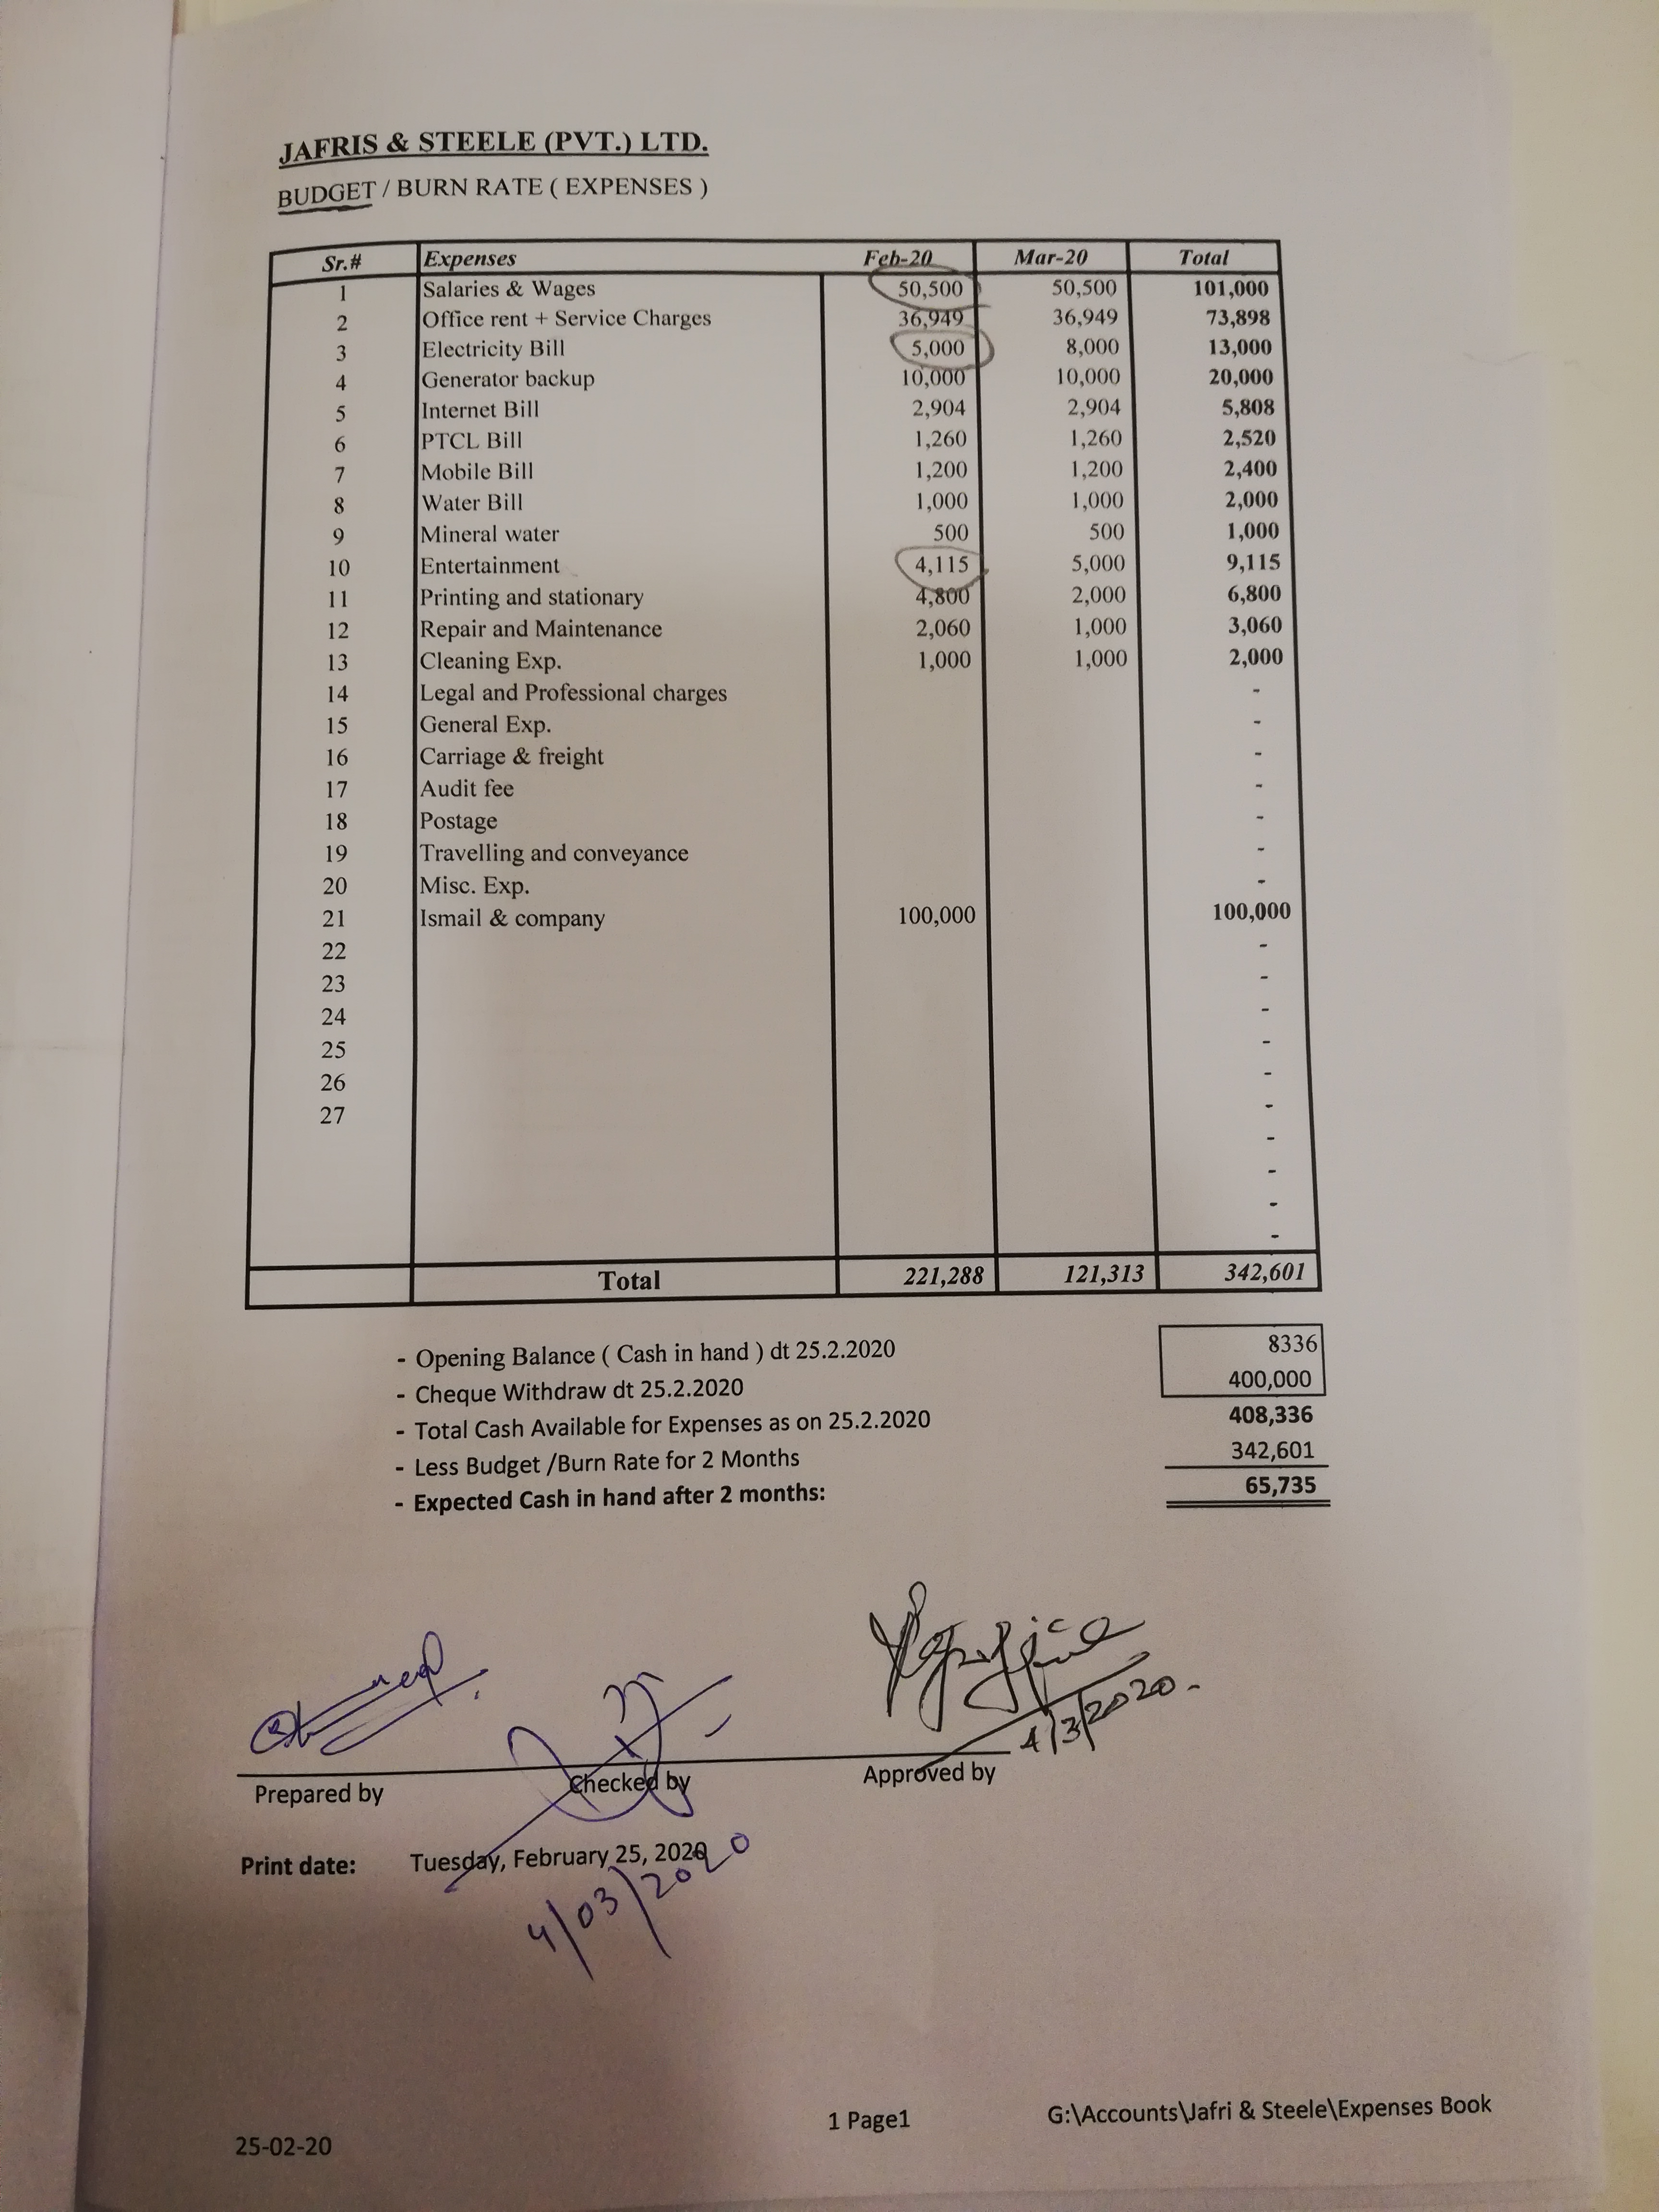 JAFRIS & STEELE (PVT.) LTD.
BUDGET / BURN RATE ( EXPENSES )
Sr.# Expenses Feb-20 Mar-20 Total
1 Salaries & Wages 50,500 50,500 101,000
2 Office rent + Service Charges 36,949 36,949 73,898
3 Electricity Bill 5,000 8,000 13,000
4 Generator backup 10,000 10,000 20,000
5 Internet Bill 2,904 2,904 5,808
6 PTCL Bill 1,260 1,260 2,520
7 Mobile Bill 1,200 1,200 2,400
8 Water Bill 1,000 1,000 2,000
9 Mineral water 500 500 1,000
10 Entertainment 4,115 5,000 9,115
11 Printing and stationary 4,800 2,000 6,800
12 Repair and Maintenance 2,060 1,000 3,060
13 Cleaning Exp. 1,000 1,000 2,000
14 Legal and Professional charges -
15 General Exp. -
16 Carriage & freight -
17 Audit fee -
18 Postage -
19 Travelling and conveyance -
20 Misc. Exp. -
21 Ismail & company 100,000 100,000
22 -
23 -
24 -
25 -
26 -
27 -
-
-
-
-
Total 221,288 121,313 342,601
- Opening Balance ( Cash in hand ) dt 25.2.2020 8336
- Cheque Withdraw dt 25.2.2020 400,000
- Total Cash Available for Expenses as on 25.2.2020 408,336
- Less Budget /Burn Rate for 2 Months 342,601
- Expected Cash in hand after 2 months: 65,735
4/3/2020.
Prepared by Checked by Approved by
Print date: Tuesday, February 25, 2020
4/03/2020
25-02-20 1 Page1 G:\Accounts\Jafri & Steele\Expenses Book